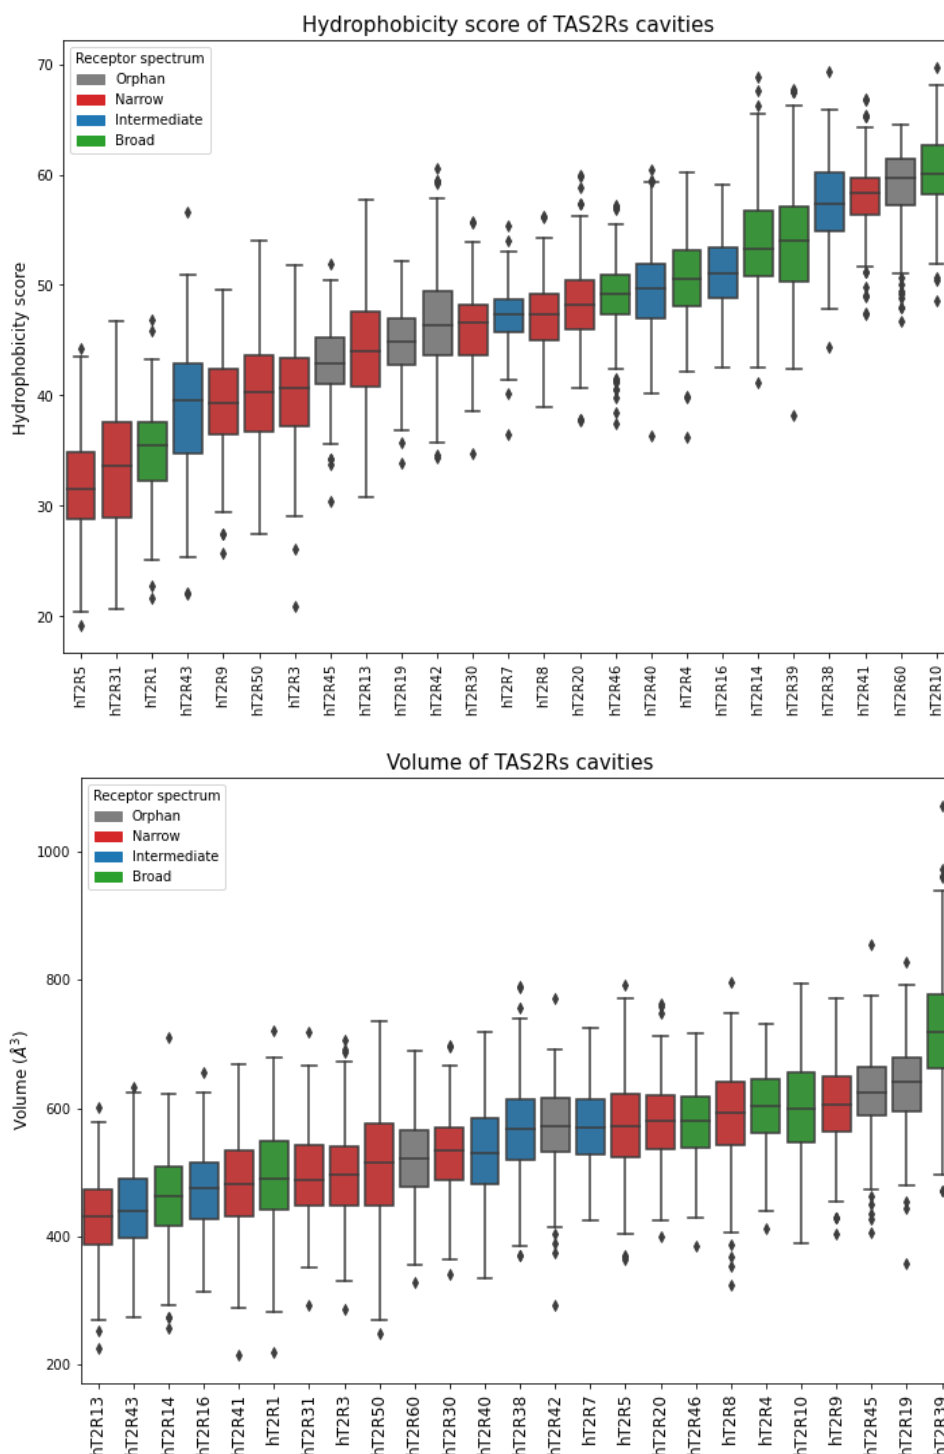 Hydrophobicity score of TAS2Rs cavities
Receptor spectrum
Orphan
Narrow
Intermediate
Broad
70
60
50
40
30
20
Hydrophobicity score
hT2R5
hT2R31
hT2R1
hT2R43
hT2R9
hT2R50
hT2R3
hT2R45
hT2R13
hT2R19
hT2R42
hT2R30
hT2R7
hT2R8
hT2R20
hT2R46
hT2R40
hT2R4
hT2R16
hT2R14
hT2R39
hT2R38
hT2R41
hT2R60
hT2R10
Volume of TAS2Rs cavities
Receptor spectrum
Orphan
Narrow
Intermediate
Broad
1000
800
600
400
200
Volume (Å³)
hT2R13
hT2R43
hT2R14
hT2R16
hT2R41
hT2R1
hT2R31
hT2R3
hT2R50
hT2R60
hT2R30
hT2R40
hT2R38
hT2R42
hT2R7
hT2R5
hT2R20
hT2R46
hT2R8
hT2R4
hT2R10
hT2R9
hT2R45
hT2R19
hT2R39